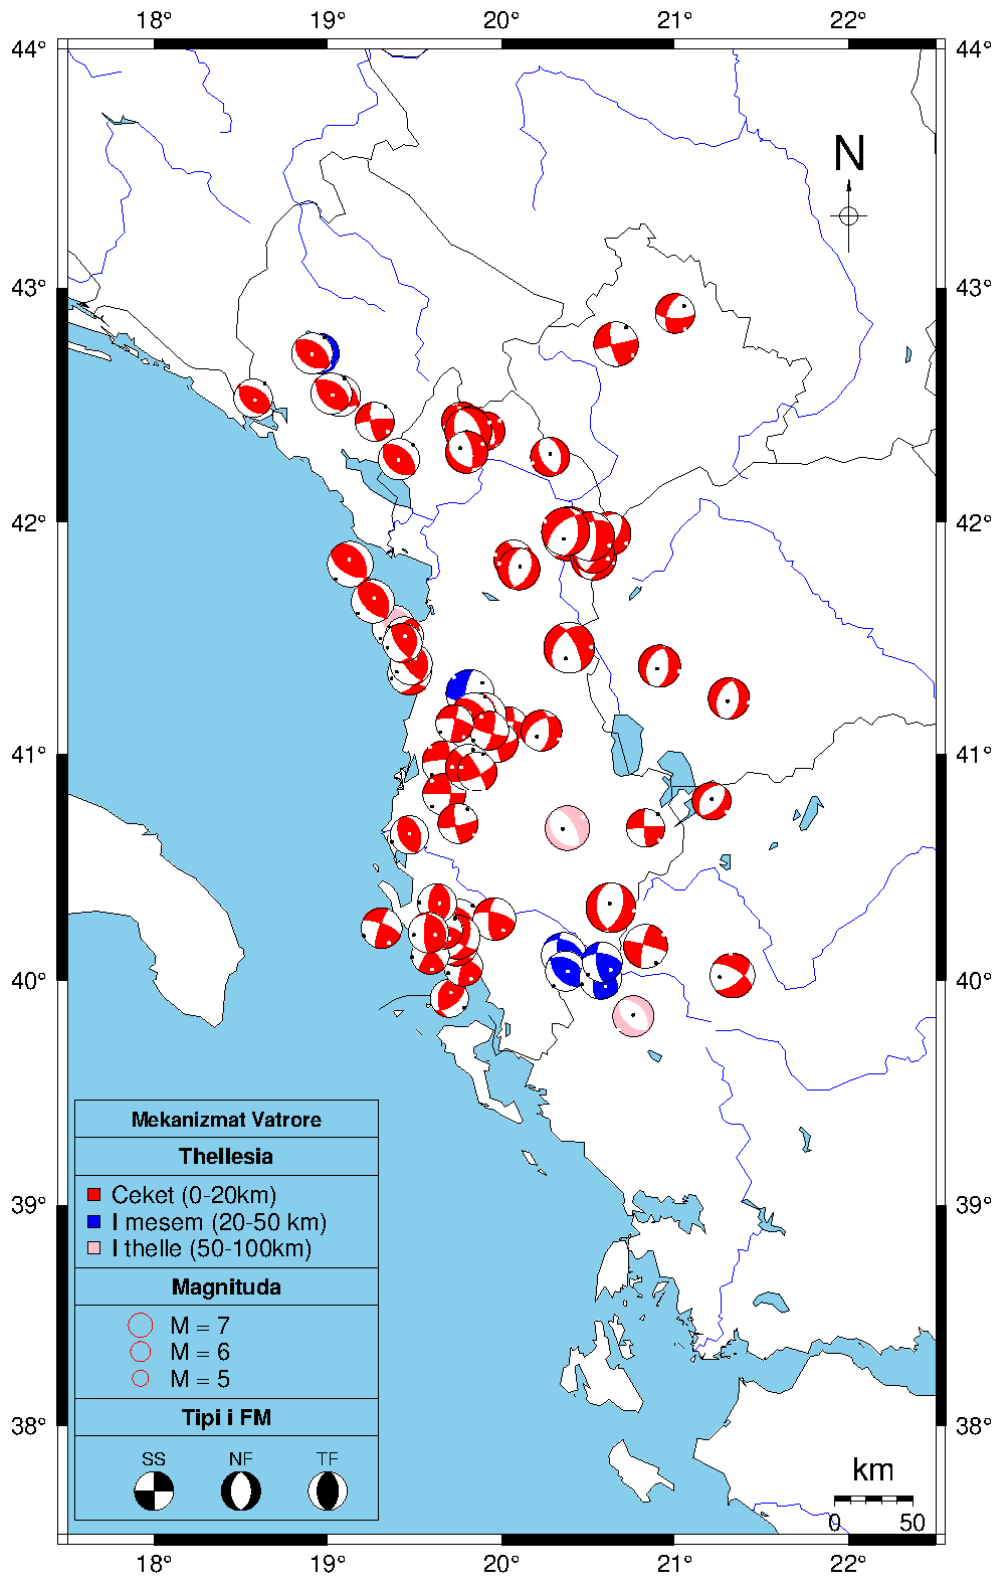 18° 19° 20° 21° 22°
44° 44°
N
43° 43°
42° 42°
41° 41°
40° 40°
Mekanizmat Vatrore
Thellesia
Ceket (0-20km)
39° 39°
I mesem (20-50 km)
I thelle (50-100km)
Magnituda
M = 7
M = 6
M = 5
Tipi i FM
38° 38°
SS NF TF
km
0 50
18° 19° 20° 21° 22°